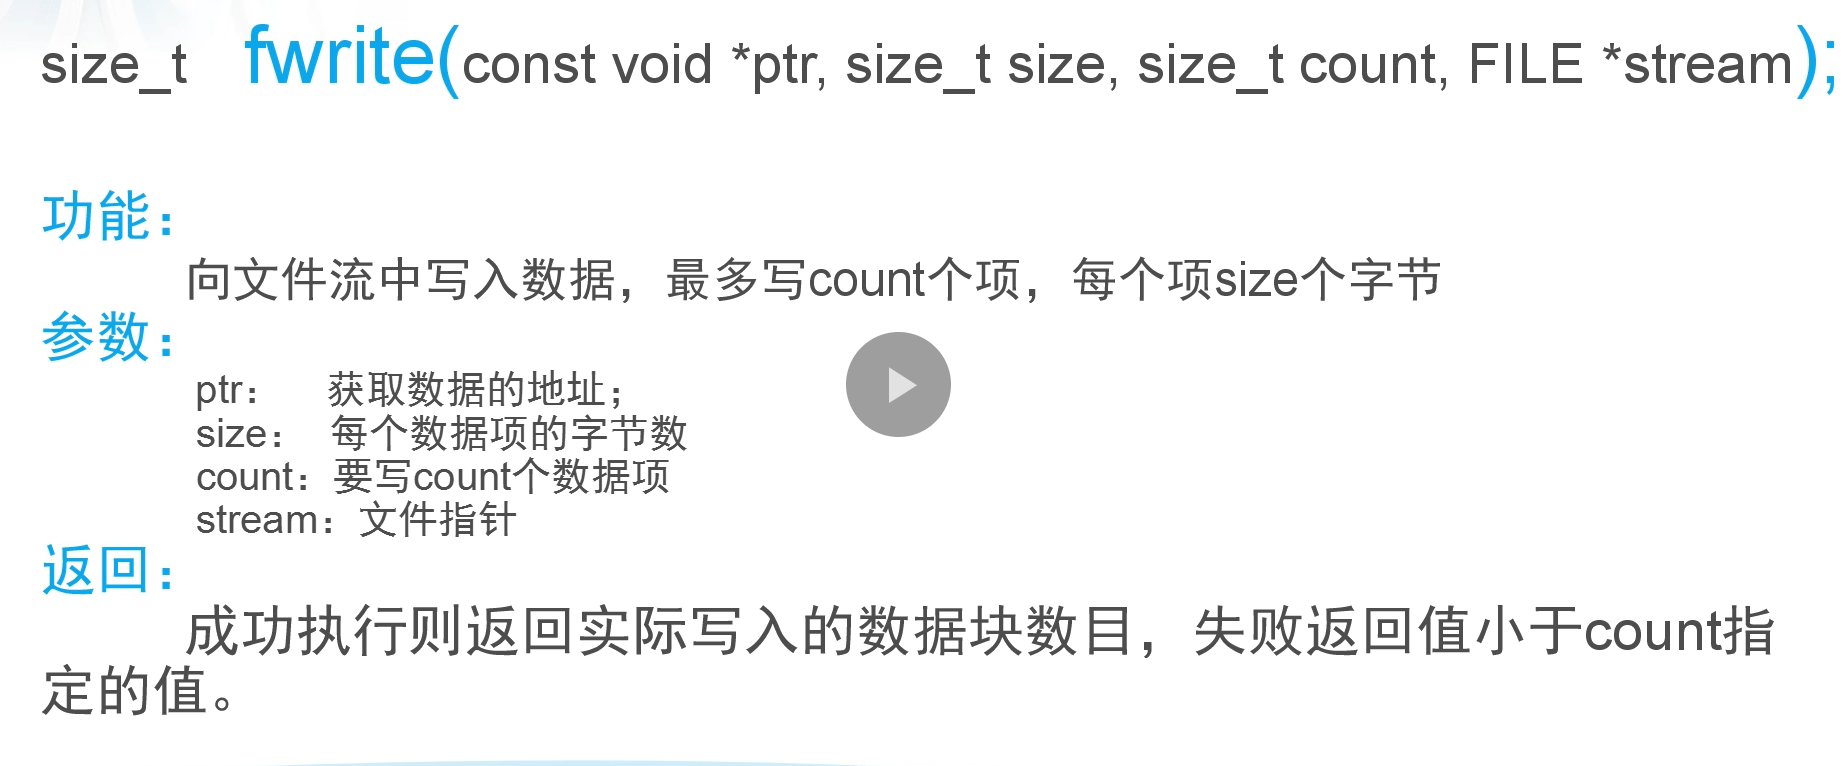 size_t fwrite(const void *ptr, size_t size, size_t count, FILE *stream);
功能：
向文件流中写入数据，最多写count个项，每个项size个字节
参数：
ptr： 获取数据的地址；
size： 每个数据项的字节数
count：要写count个数据项
stream：文件指针
返回：
成功执行则返回实际写入的数据块数目，失败返回值小于count指
定的值。